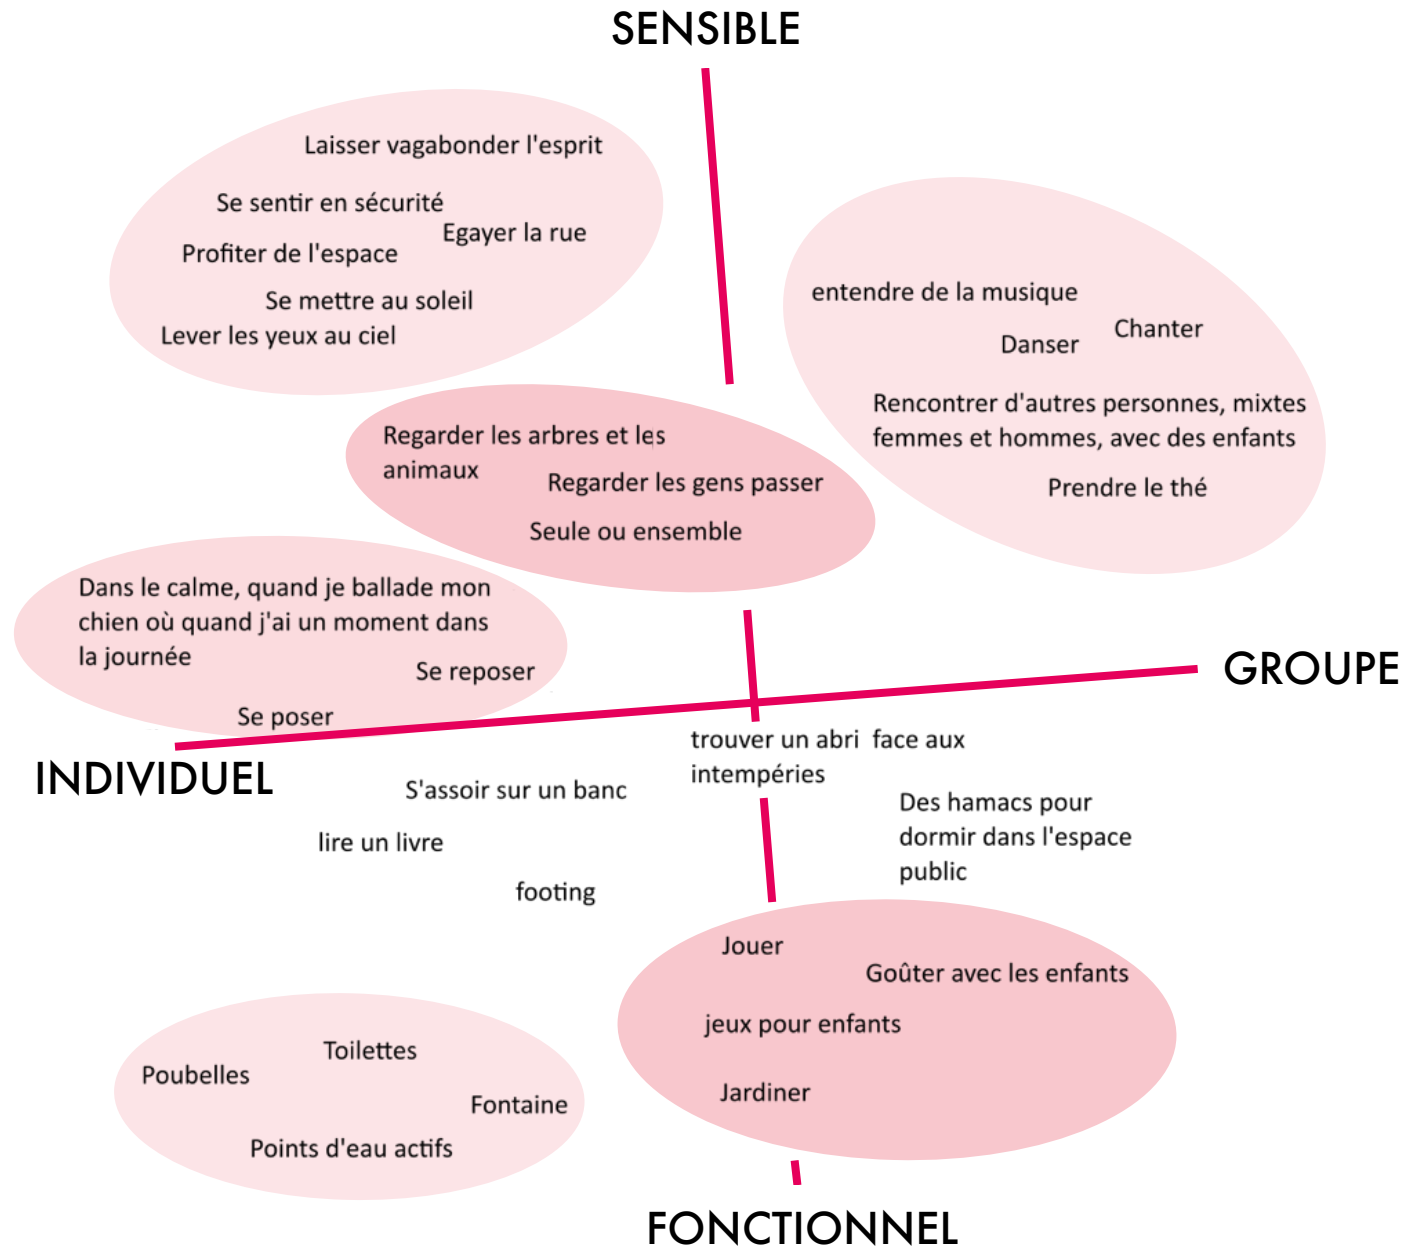 SENSIBLE
Laisser vagabonder l'esprit
Se sentir en sécurité
Egayer la rue
Profiter de l'espace
Se mettre au soleil
Lever les yeux au ciel
entendre de la musique
Chanter
Danser
Rencontrer d'autres personnes, mixtes
femmes et hommes, avec des enfants
Prendre le thé
Regarder les arbres et les
animaux
Regarder les gens passer
Seule ou ensemble
Dans le calme, quand je ballade mon
chien où quand j'ai un moment dans
la journée
Se reposer
Se poser
GROUPE
INDIVIDUEL
trouver un abri face aux
intempéries
S'assoir sur un banc
Des hamacs pour
dormir dans l'espace
public
lire un livre
footing
Jouer
Goûter avec les enfants
jeux pour enfants
Jardiner
Toilettes
Poubelles
Fontaine
Points d'eau actifs
FONCTIONNEL